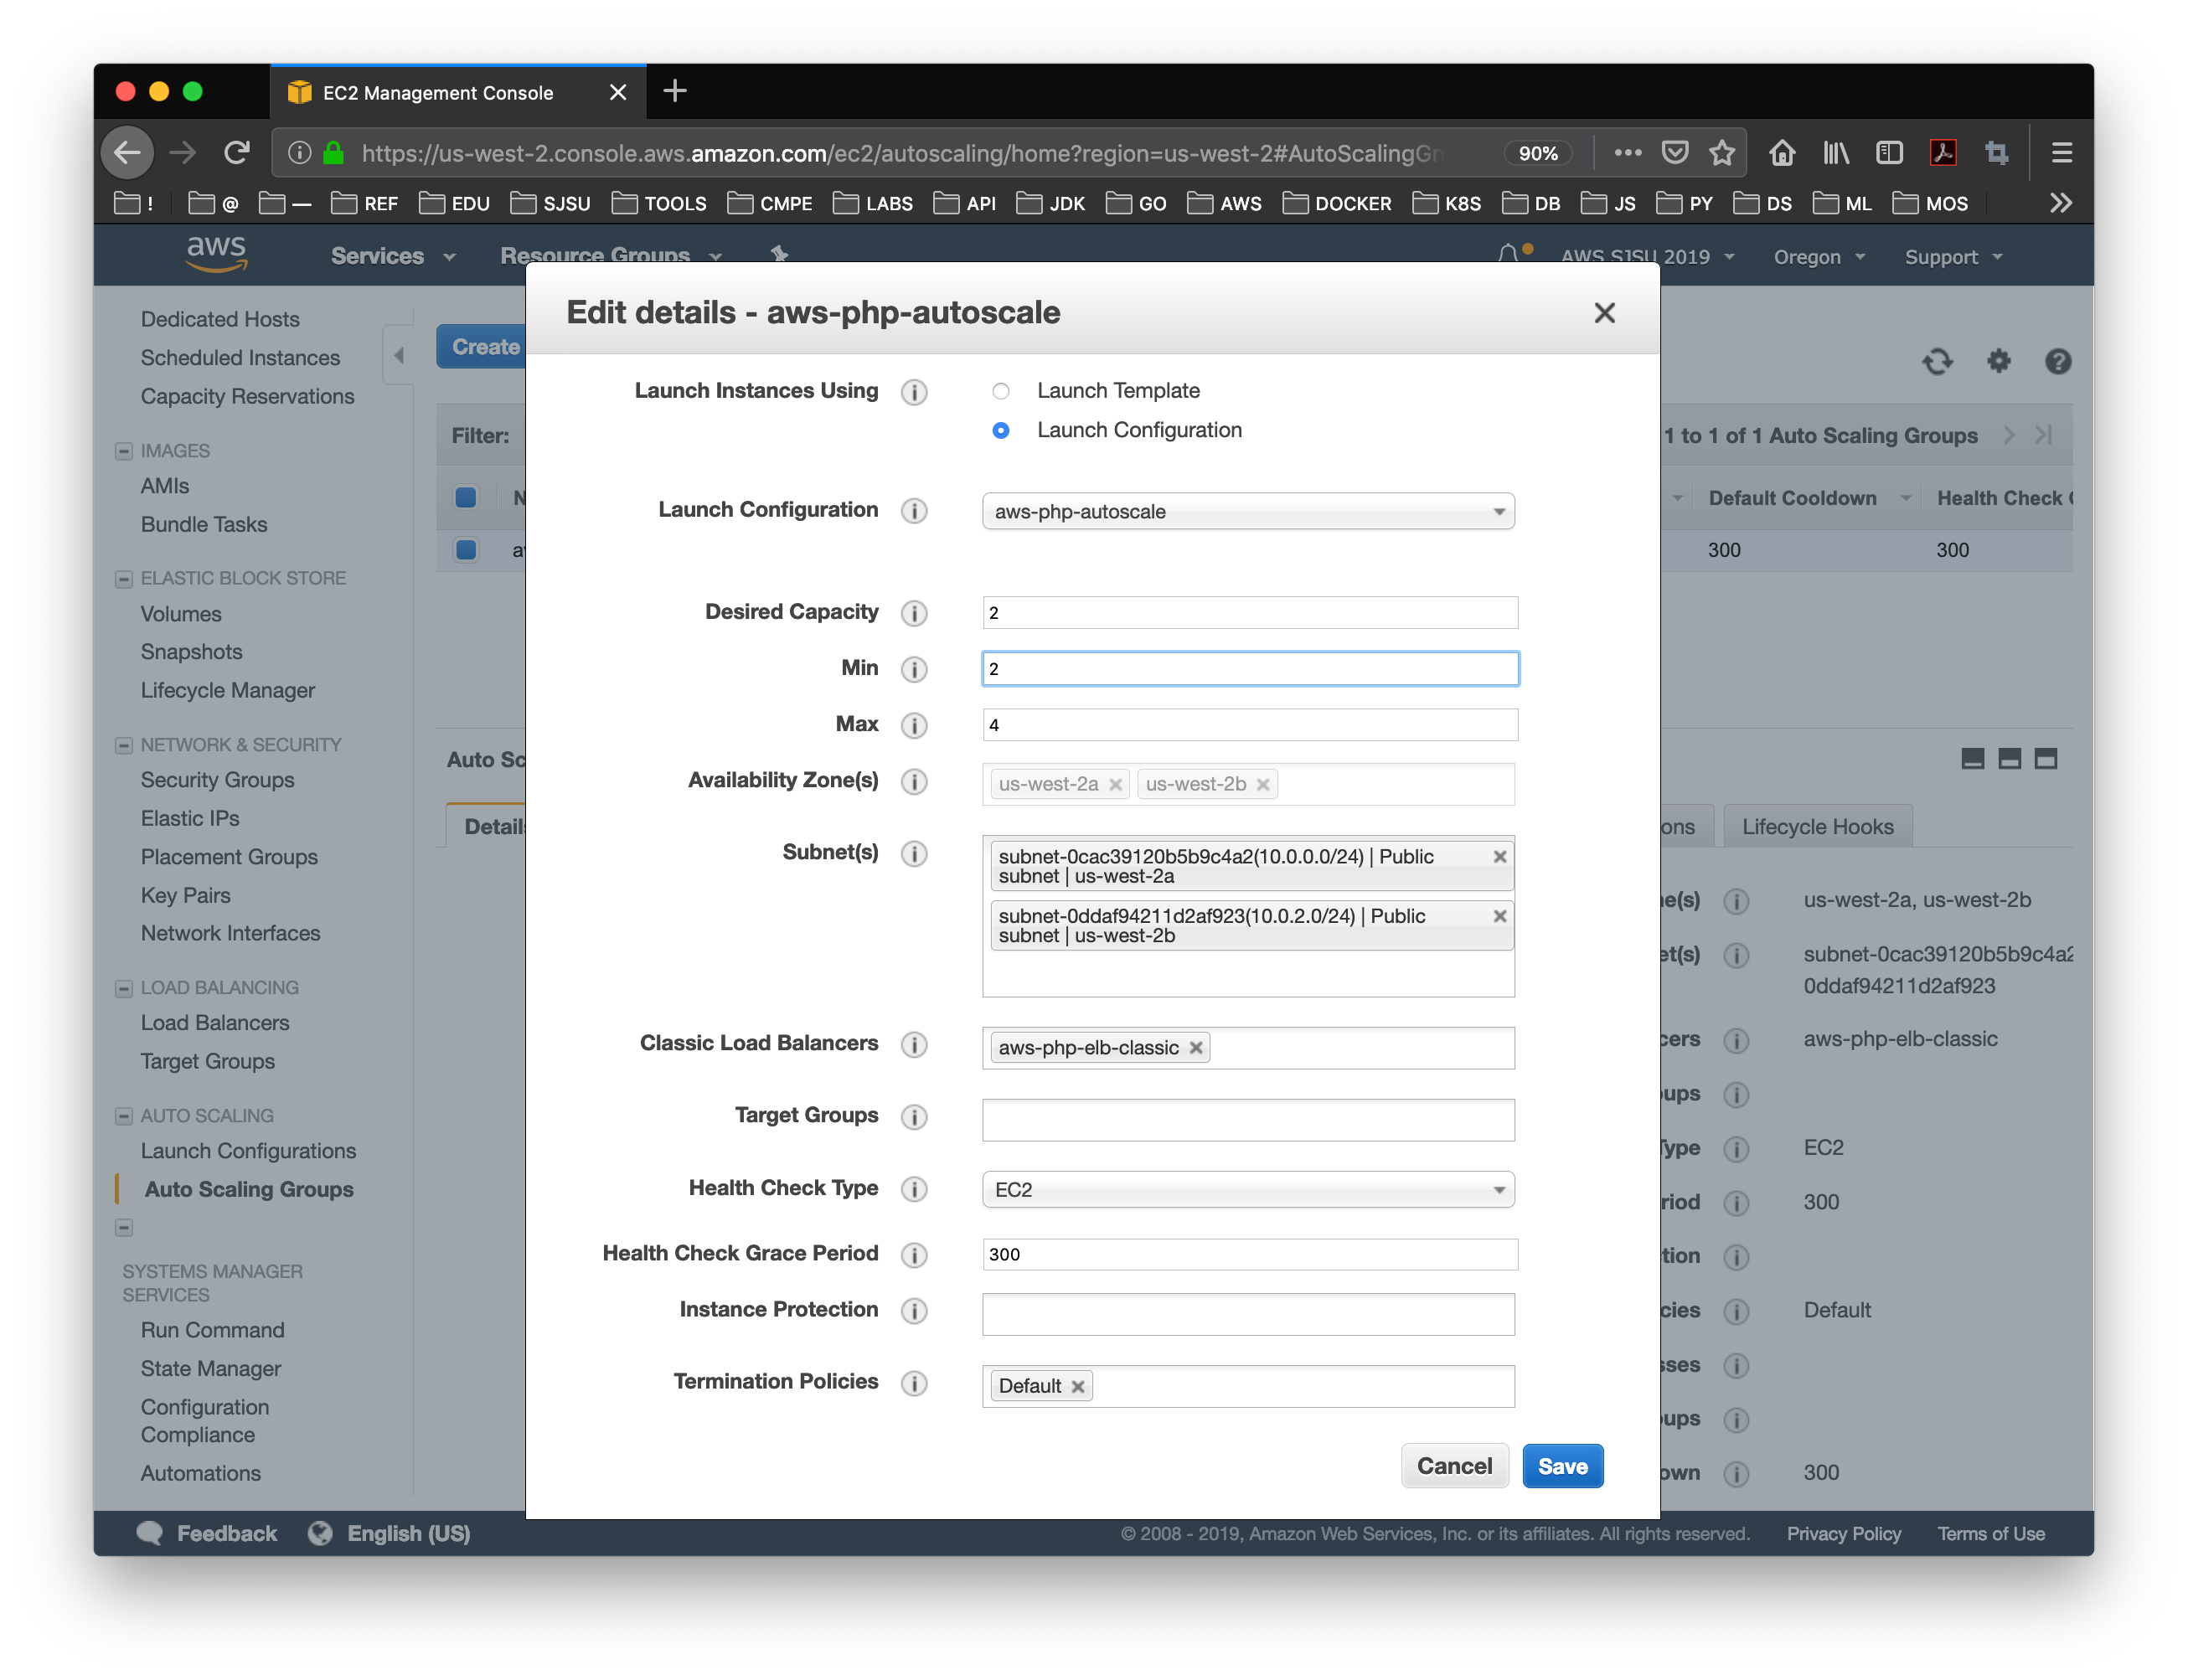 EC2 Management Console
https://us-west-2.console.aws.amazon.com/ec2/autoscaling/home?region=us-west-2#AutoScalingGr
90%
! @ — REF EDU SJSU TOOLS CMPE LABS API JDK GO AWS DOCKER K8S DB JS PY DS ML MOS
aws Services Resource Groups AWS SJSU 2019 Oregon Support
Dedicated Hosts
Scheduled Instances
Capacity Reservations
IMAGES
AMIs
Bundle Tasks
ELASTIC BLOCK STORE
Volumes
Snapshots
Lifecycle Manager
NETWORK & SECURITY
Security Groups
Elastic IPs
Placement Groups
Key Pairs
Network Interfaces
LOAD BALANCING
Load Balancers
Target Groups
AUTO SCALING
Launch Configurations
Auto Scaling Groups
SYSTEMS MANAGER
SERVICES
Run Command
State Manager
Configuration
Compliance
Automations
Create
Filter:
1 to 1 of 1 Auto Scaling Groups
N
Default Cooldown
Health Check G
a
300
300
Auto Sc
Details
Edit details - aws-php-autoscale
Launch Instances Using
Launch Template
Launch Configuration
Launch Configuration
aws-php-autoscale
Desired Capacity
2
Min
2
Max
4
Availability Zone(s)
us-west-2a
us-west-2b
Subnet(s)
subnet-0cac39120b5b9c4a2(10.0.0.0/24) | Public
subnet | us-west-2a
subnet-0ddaf94211d2af923(10.0.2.0/24) | Public
subnet | us-west-2b
Classic Load Balancers
aws-php-elb-classic
Target Groups
Health Check Type
EC2
Health Check Grace Period
300
Instance Protection
Termination Policies
Default
Cancel
Save
ons
Lifecycle Hooks
ne(s)
us-west-2a, us-west-2b
et(s)
subnet-0cac39120b5b9c4a2
0ddaf94211d2af923
cers
aws-php-elb-classic
ups
Type
EC2
riod
300
tion
cies
Default
sses
ups
own
300
Feedback
English (US)
© 2008 - 2019, Amazon Web Services, Inc. or its affiliates. All rights reserved.
Privacy Policy
Terms of Use